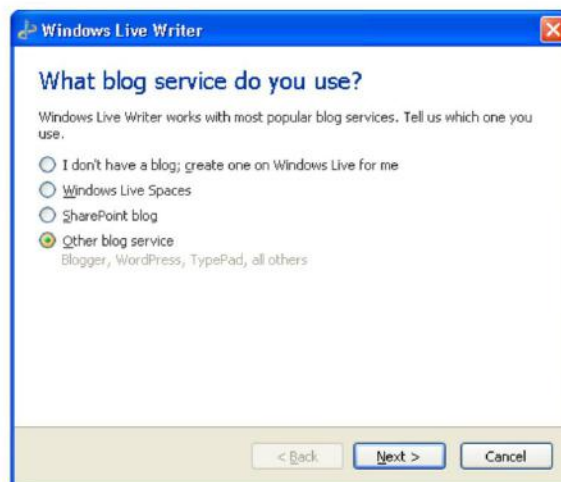 Windows Live Writer
What blog service do you use?
Windows Live Writer works with most popular blog services. Tell us which one you
use.
I don't have a blog; create one on Windows Live for me
Windows Live Spaces
SharePoint blog
Other blog service
Blogger, WordPress, TypePad, all others
< Back Next > Cancel